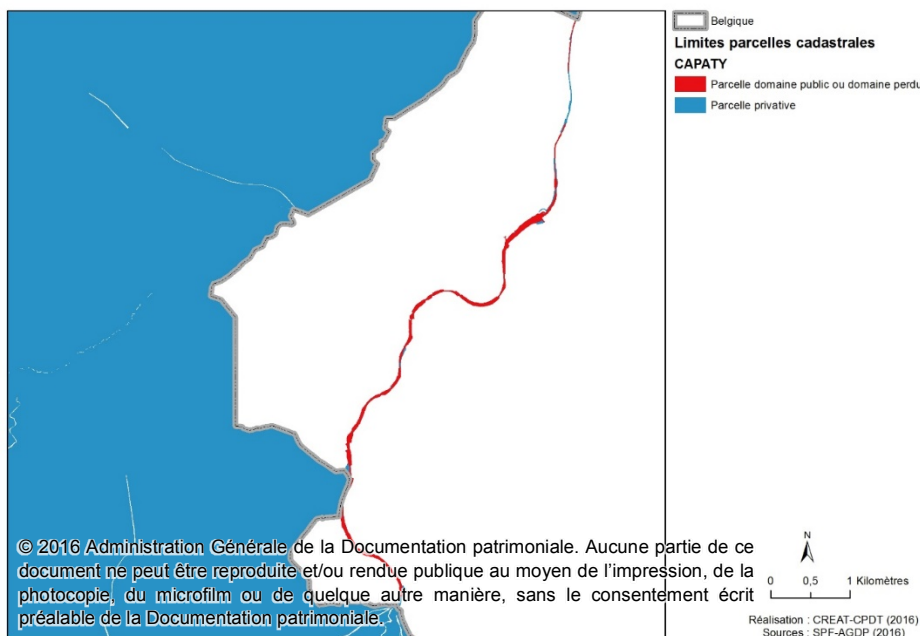 Belgique
Limites parcelles cadastrales
CAPATY
Parcelle domaine public ou domaine perdu
Parcelle privative
© 2016 Administration Générale de la Documentation patrimoniale. Aucune partie de ce
document ne peut être reproduite et/ou rendue publique au moyen de l'impression, de la
photocopie, du microfilm ou de quelque autre manière, sans le consentement écrit
préalable de la Documentation patrimoniale.
N
0 0,5 1 Kilomètres
Réalisation : CREAT-CPDT (2016)
Sources : SPF-AGDP (2016)